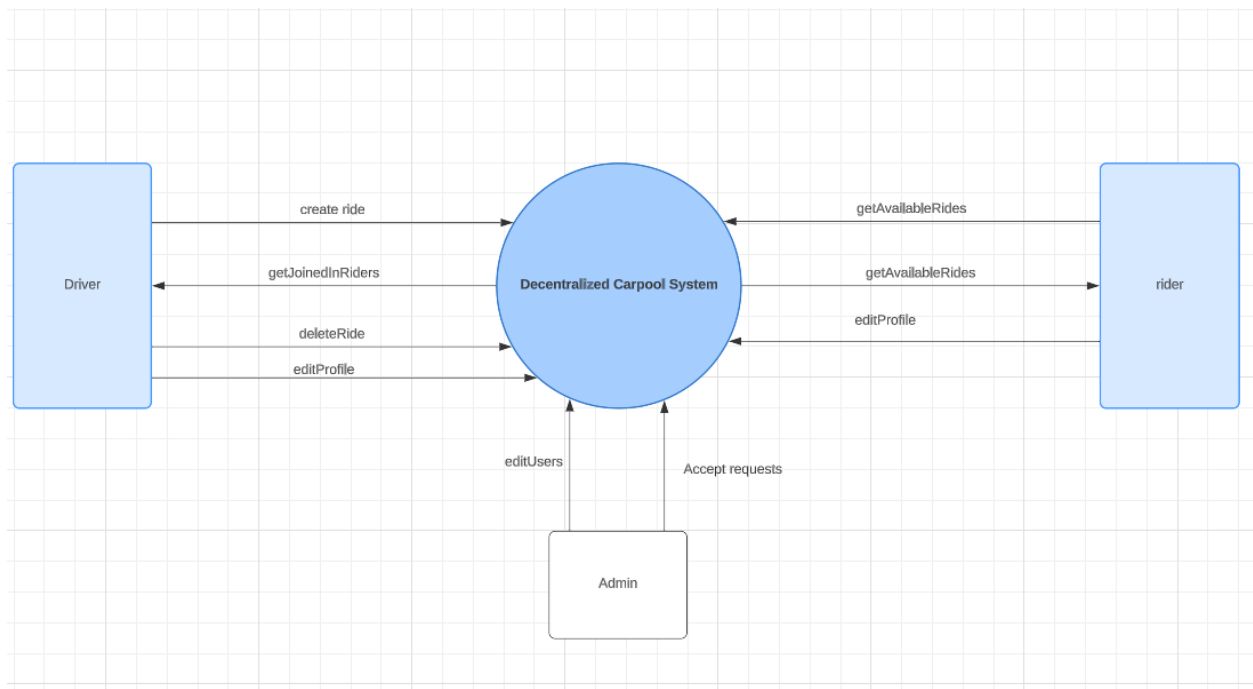 create ride
getAvailableRides
getJoinedInRiders
getAvailableRides
Driver
Decentralized Carpool System
rider
editProfile
deleteRide
editProfile
editUsers
Accept requests
Admin